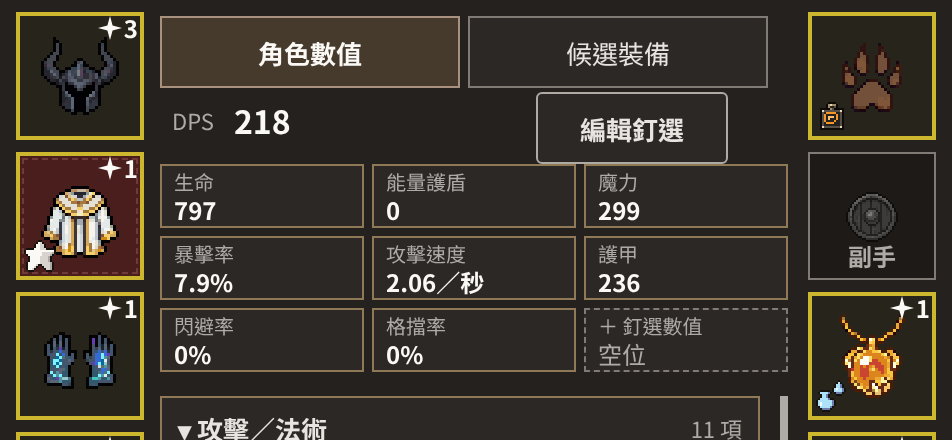 3
角色數值
候選裝備
DPS 218
編輯釘選
1
生命
797
能量護盾
0
魔力
299
暴擊率
7.9%
攻擊速度
2.06／秒
護甲
236
副手
1
閃避率
0%
格擋率
0%
＋ 釘選數值
空位
1
▼攻擊／法術
11 項